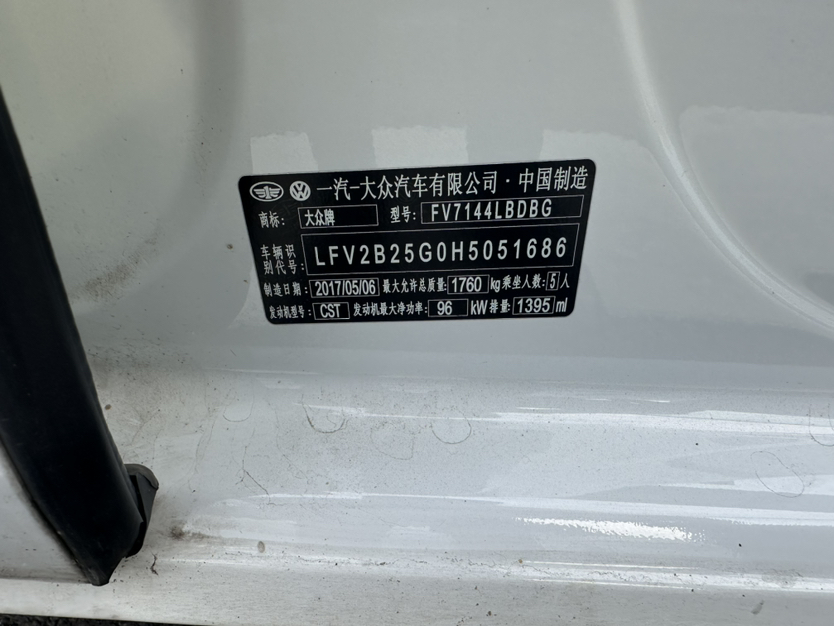 一汽-大众汽车有限公司·中国制造
商标: 大众牌 型号: FV7144LBDBG
车辆识别代号: LFV2B25G0H5051686
制造日期: 2017/05/06 最大允许总质量: 1760 kg 乘坐人数: 5 人
发动机型号: CST 发动机最大净功率: 96 kW 排量: 1395 ml